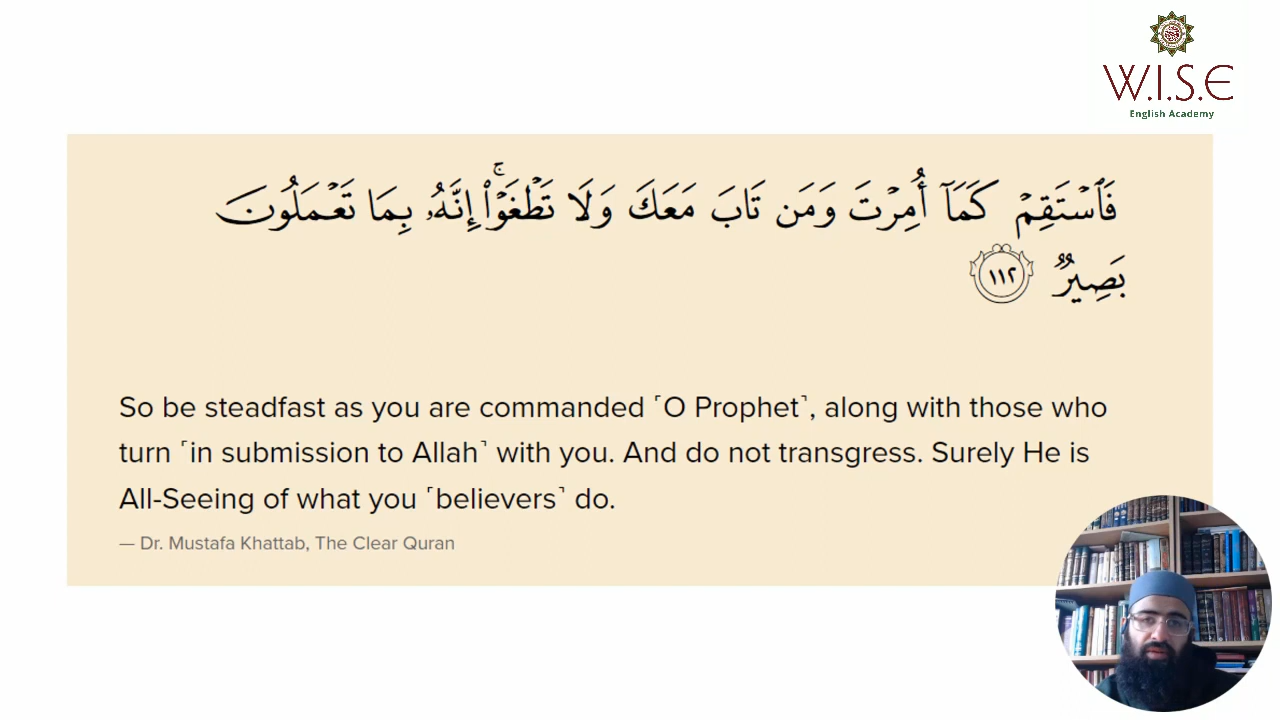 W.I.S.E
English Academy
فَٱسْتَقِمْ كَمَآ أُمِرْتَ وَمَن تَابَ مَعَكَ وَلَا تَطْغَوْا۟ ۚ إِنَّهُۥ بِمَا تَعْمَلُونَ
بَصِيرٌۭ ١١٢
So be steadfast as you are commanded ˹O Prophet˺, along with those who
turn ˹in submission to Allah˺ with you. And do not transgress. Surely He is
All-Seeing of what you ˹believers˺ do.
— Dr. Mustafa Khattab, The Clear Quran